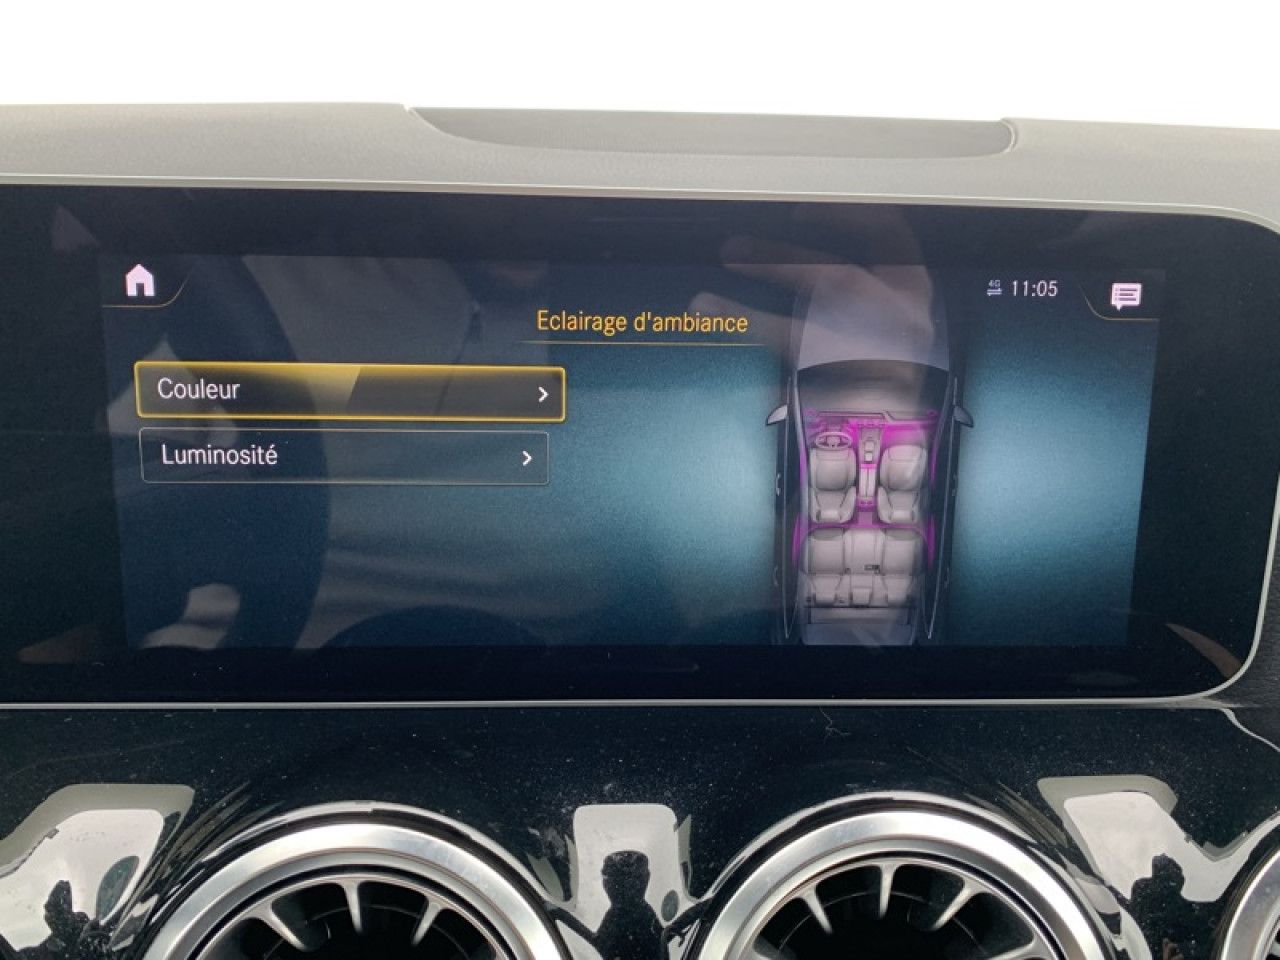 4G 11:05
Eclairage d'ambiance
Couleur
Luminosité